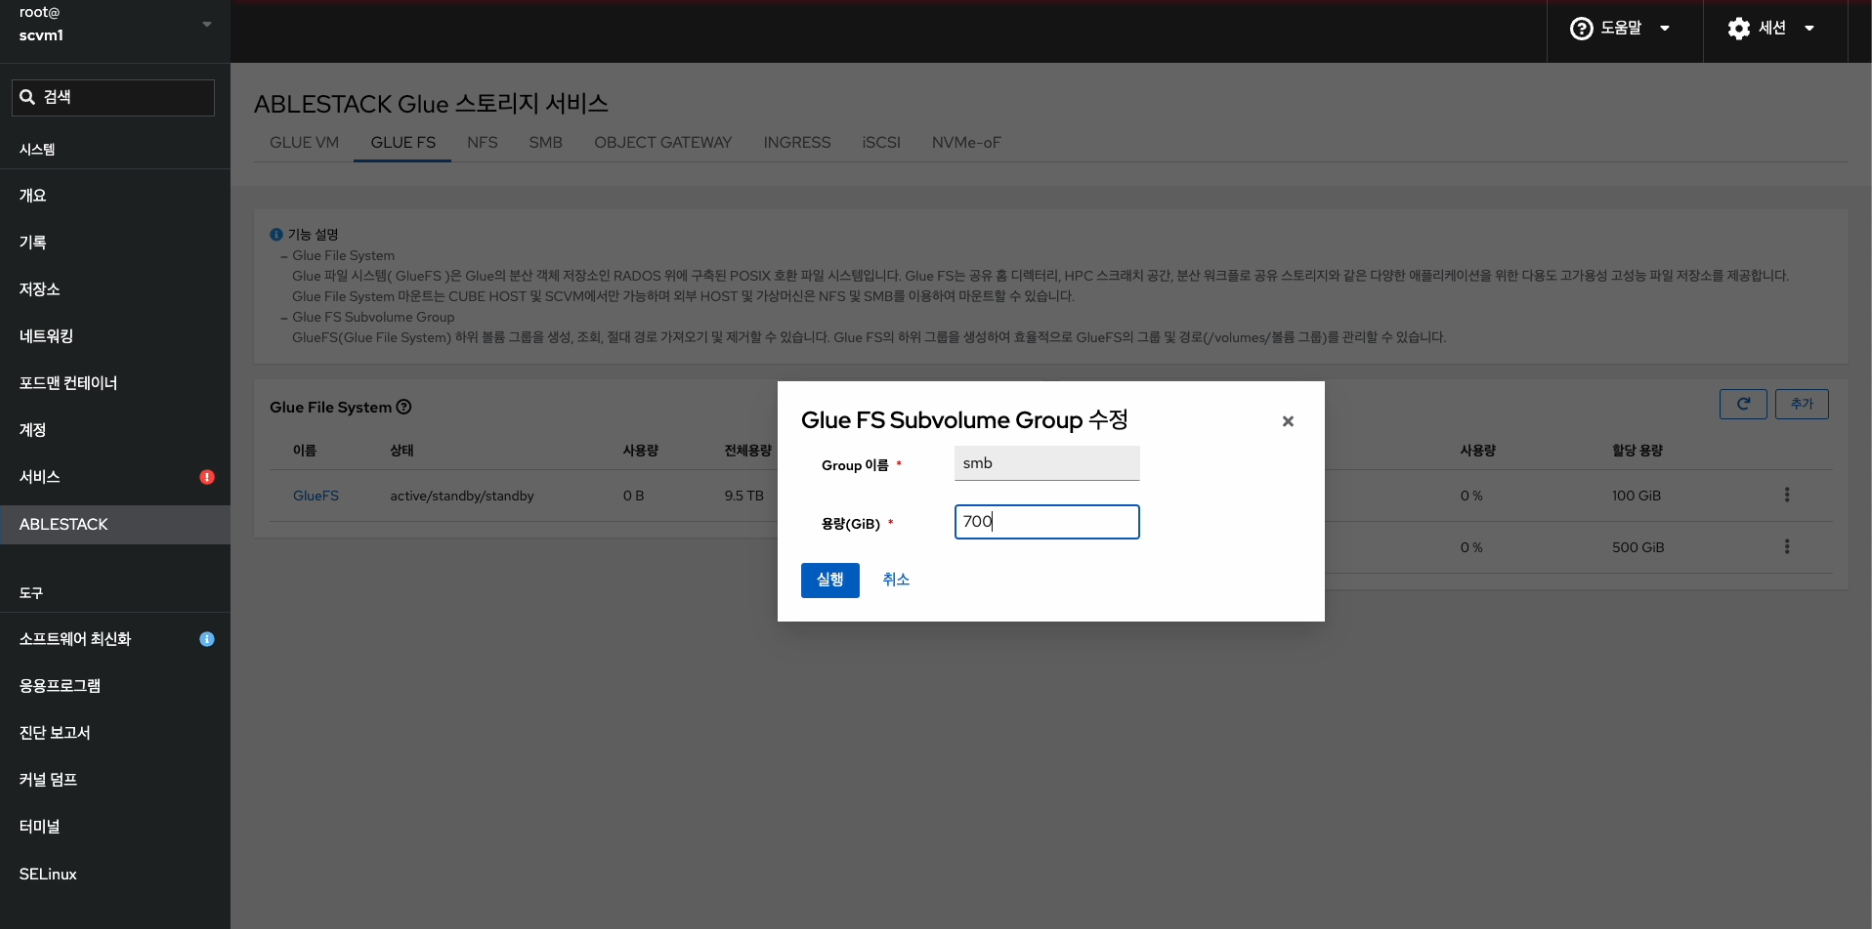 root@
scvm1
도움말
세션
검색
시스템
개요
기록
저장소
네트워킹
포드맨 컨테이너
계정
서비스
ABLESTACK
도구
소프트웨어 최신화
응용프로그램
진단 보고서
커널 덤프
터미널
SELinux
ABLESTACK Glue 스토리지 서비스
GLUE VM GLUE FS NFS SMB OBJECT GATEWAY INGRESS iSCSI NVMe-oF
기능 설명
– Glue File System
Glue 파일 시스템( GlueFS )은 Glue의 분산 객체 저장소인 RADOS 위에 구축된 POSIX 호환 파일 시스템입니다. Glue FS는 공유 홈 디렉터리, HPC 스크래치 공간, 분산 워크플로 공유 스토리지와 같은 다양한 애플리케이션을 위한 다용도 고가용성 고성능 파일 저장소를 제공합니다.
Glue File System 마운트는 CUBE HOST 및 SCVM에서만 가능하며 외부 HOST 및 가상머신은 NFS 및 SMB를 이용하여 마운트할 수 있습니다.
– Glue FS Subvolume Group
GlueFS(Glue File System) 하위 볼륨 그룹을 생성, 조회, 절대 경로 가져오기 및 제거할 수 있습니다. Glue FS의 하위 그룹을 생성하여 효율적으로 GlueFS의 그룹 및 경로(/volumes/볼륨 그룹)를 관리할 수 있습니다.
Glue File System
이름 상태 사용량 전체용량
GlueFS active/standby/standby 0 B 9.5 TB
추가
사용량 할당 용량
0 % 100 GiB
0 % 500 GiB
Glue FS Subvolume Group 수정
Group 이름 * smb
용량(GiB) * 700
실행 취소